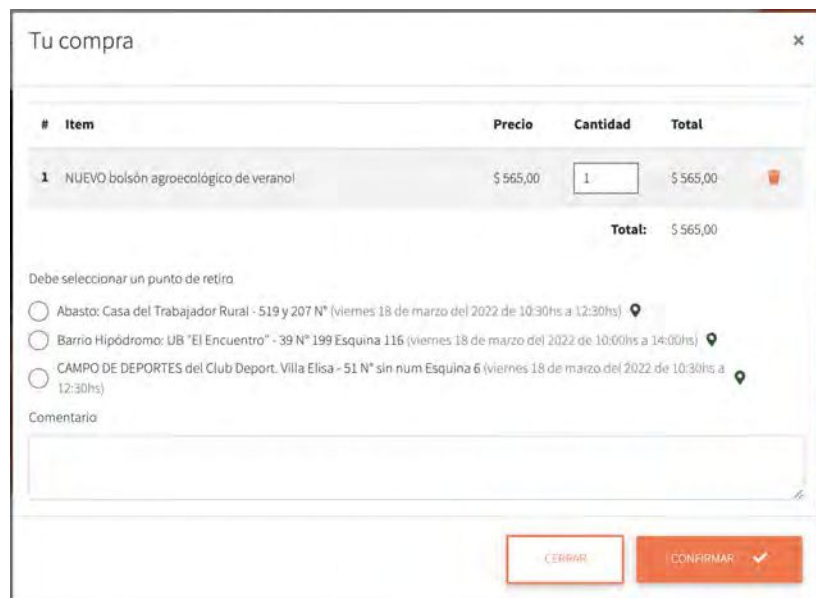 Tu compra ×
# Item Precio Cantidad Total
1 NUEVO bolsón agroecológico de verano! $ 565,00 1 $ 565,00
Total: $ 565,00
Debe seleccionar un punto de retiro
Abasto: Casa del Trabajador Rural - 519 y 207 N° (viernes 18 de marzo del 2022 de 10:30hs a 12:30hs)
Barrio Hipódromo: UB "El Encuentro" - 39 N° 199 Esquina 116 (viernes 18 de marzo del 2022 de 10:00hs a 14:00hs)
CAMPO DE DEPORTES del Club Deport. Villa Elisa - 51 N° sin num Esquina 6 (viernes 18 de marzo del 2022 de 10:30hs a
12:30hs)
Comentario
CERRAR CONFIRMAR